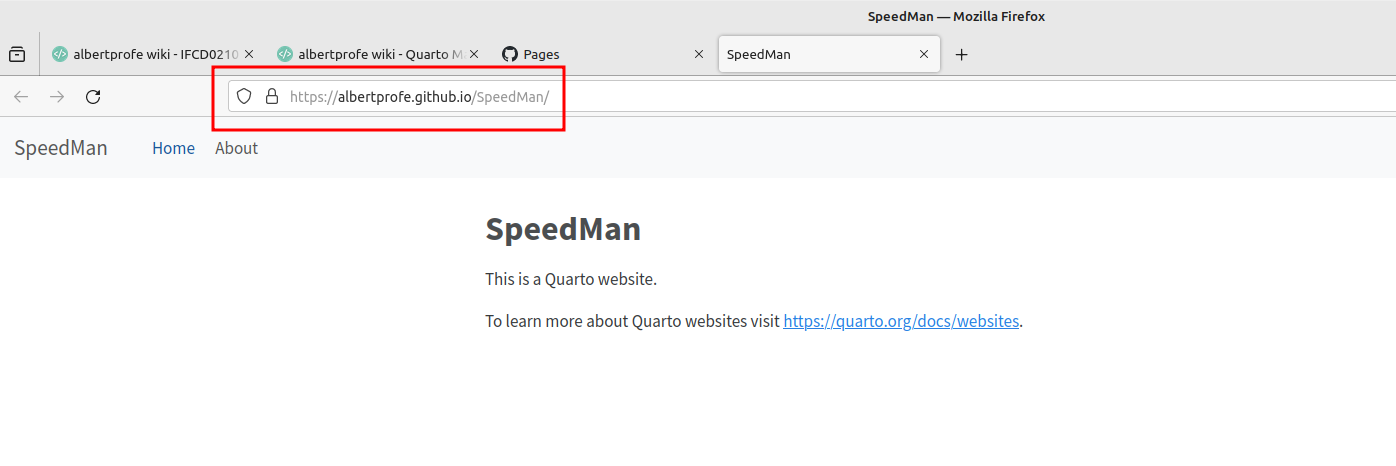 SpeedMan — Mozilla Firefox
albertprofe wiki - IFCD0210
albertprofe wiki - Quarto M
Pages
SpeedMan
https://albertprofe.github.io/SpeedMan/
SpeedMan Home About
SpeedMan
This is a Quarto website.
To learn more about Quarto websites visit https://quarto.org/docs/websites.